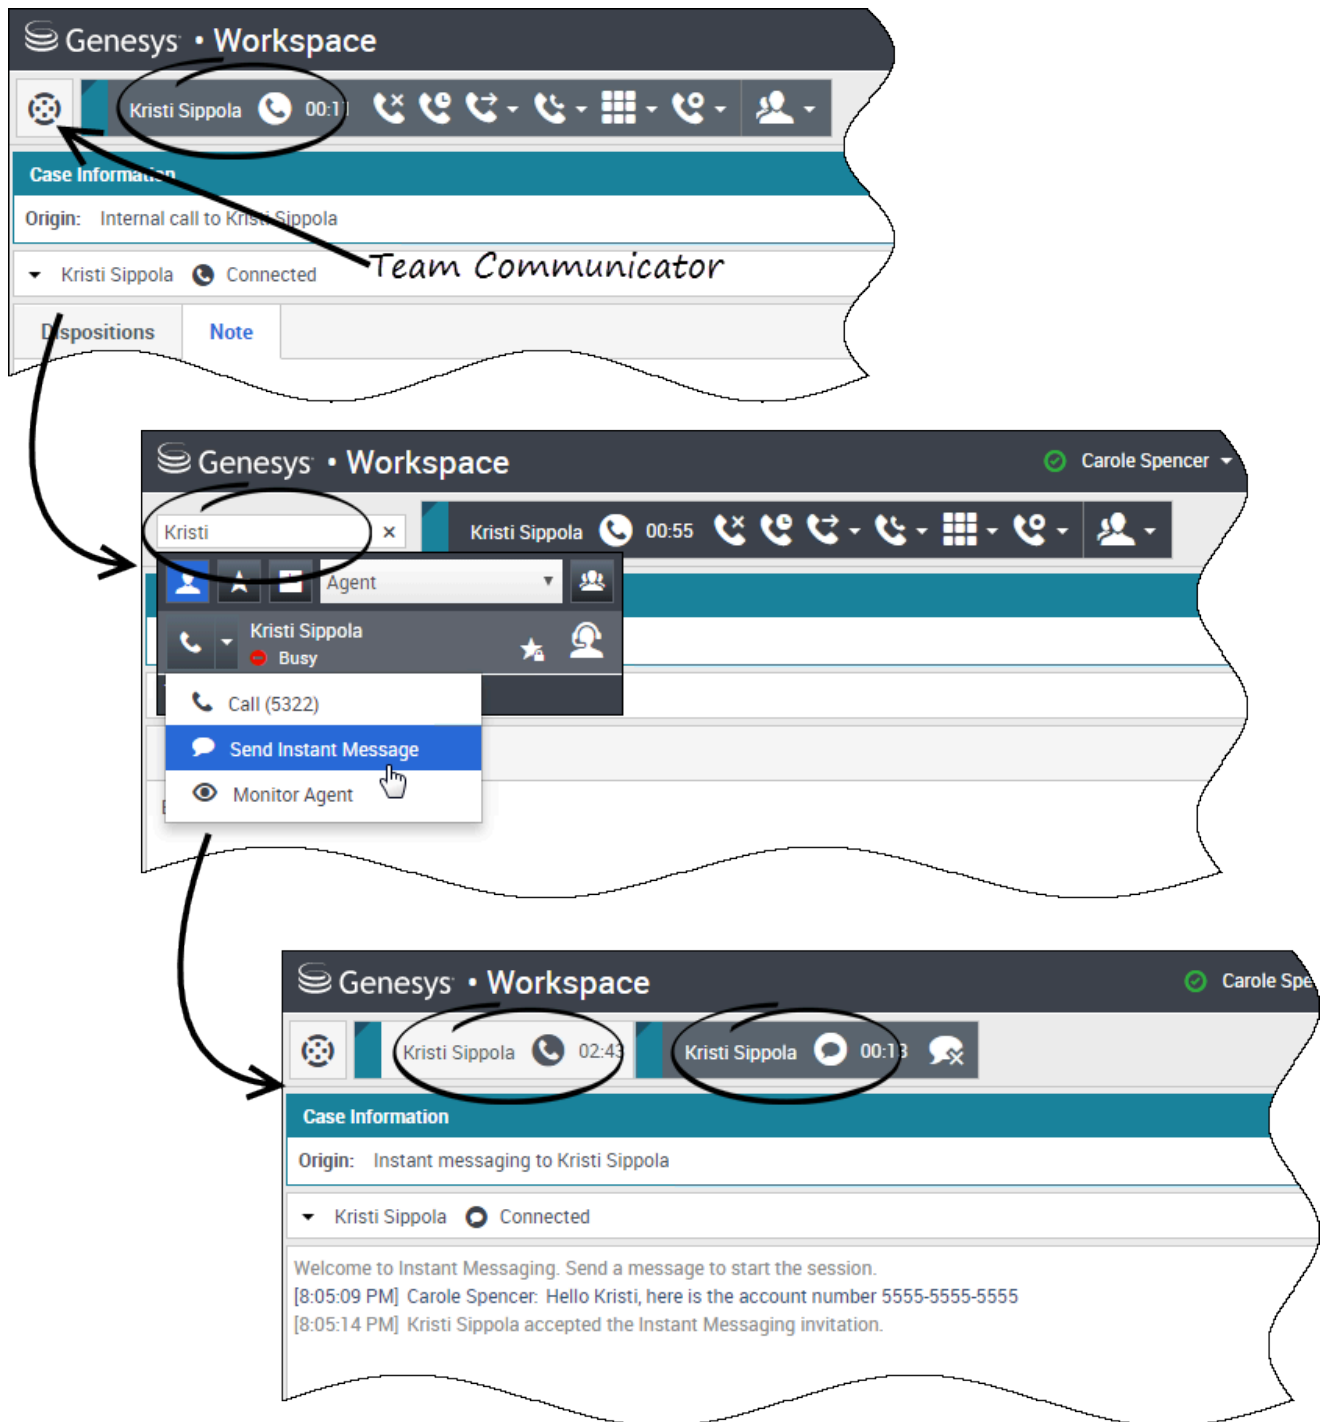 Genesys • Workspace
Kristi Sippola 00:11
Case Information
Origin: Internal call to Kristi Sippola
Kristi Sippola Connected
Team Communicator
Dispositions Note
Genesys • Workspace Carole Spencer
Kristi × Kristi Sippola 00:55
Agent
Kristi Sippola
Busy
Call (5322)
Send Instant Message
Monitor Agent
Genesys • Workspace Carole Spe
Kristi Sippola 02:43 Kristi Sippola 00:13
Case Information
Origin: Instant messaging to Kristi Sippola
Kristi Sippola Connected
Welcome to Instant Messaging. Send a message to start the session.
[8:05:09 PM] Carole Spencer: Hello Kristi, here is the account number 5555-5555-5555
[8:05:14 PM] Kristi Sippola accepted the Instant Messaging invitation.